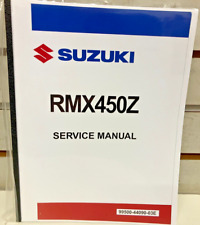 SUZUKI
RMX450Z
SERVICE MANUAL
99500-44090-03E